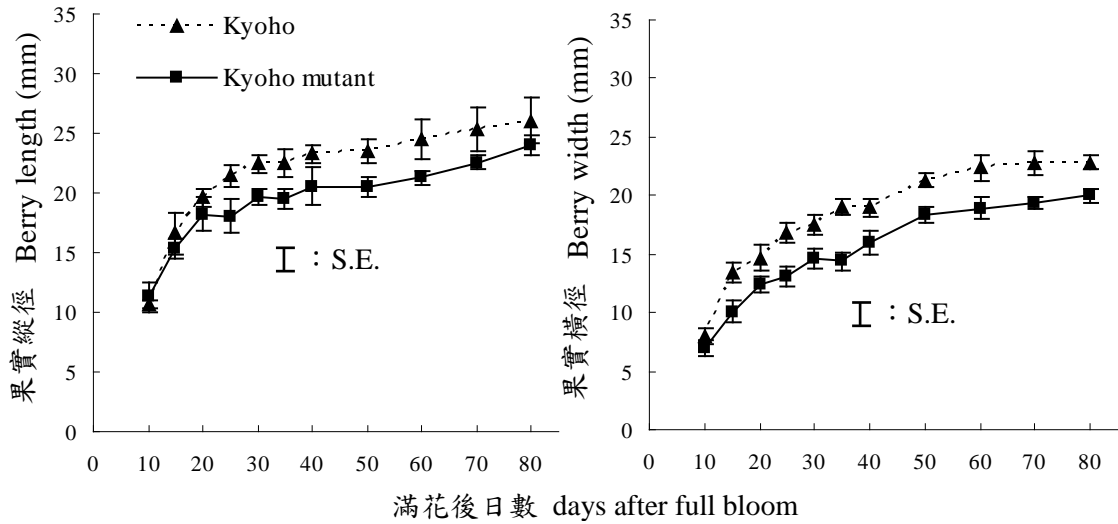 35
30
25
20
15
10
5
0
果實縱徑 Berry length (mm)
Kyoho
Kyoho mutant
：S.E.
0 10 20 30 40 50 60 70 80
35
30
25
20
15
10
5
0
果實橫徑 Berry width (mm)
：S.E.
0 10 20 30 40 50 60 70 80
滿花後日數 days after full bloom